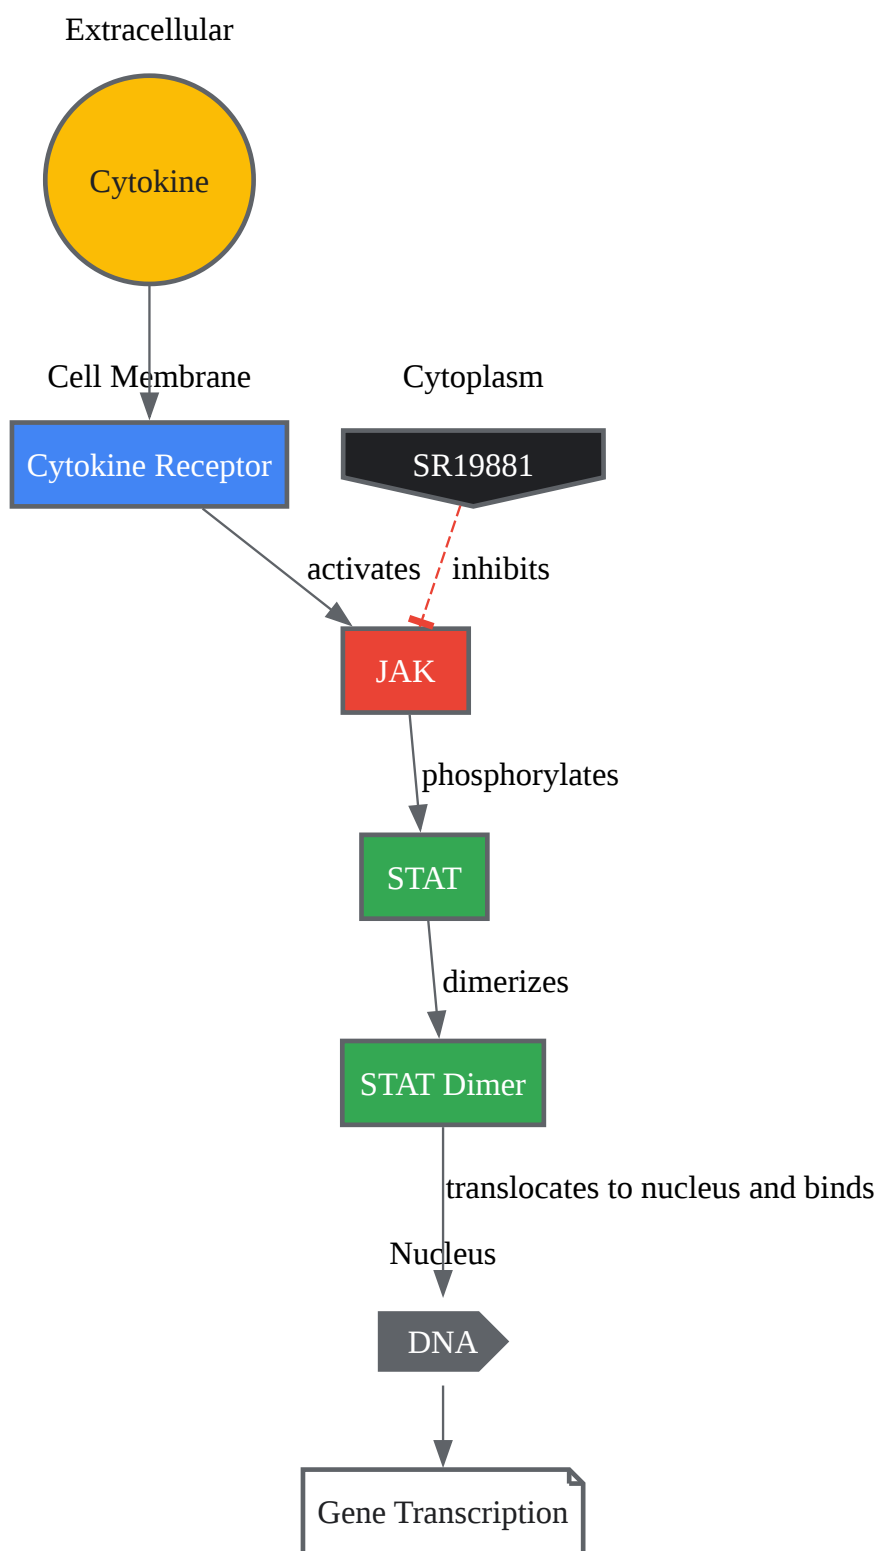 Extracellular
Cytokine
Cell Membrane
Cytoplasm
Cytokine Receptor
SR19881
activates
inhibits
JAK
phosphorylates
STAT
dimerizes
STAT Dimer
translocates to nucleus and binds
Nucleus
DNA
Gene Transcription